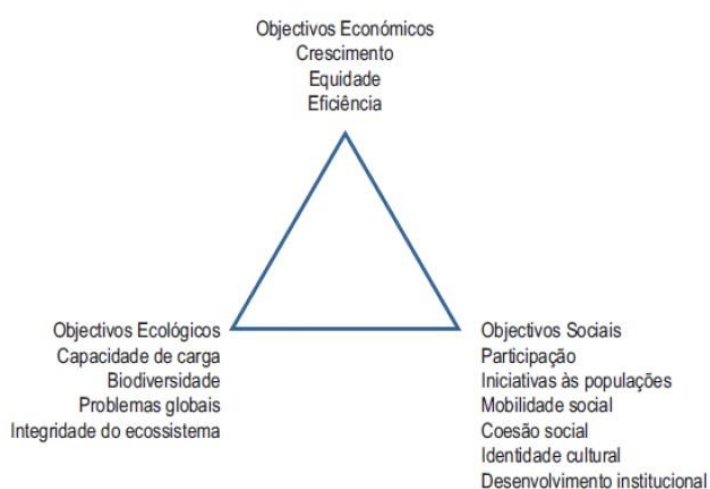 Objectivos Económicos
Crescimento
Equidade
Eficiência
Objectivos Ecológicos
Capacidade de carga
Biodiversidade
Problemas globais
Integridade do ecossistema
Objectivos Sociais
Participação
Iniciativas às populações
Mobilidade social
Coesão social
Identidade cultural
Desenvolvimento institucional